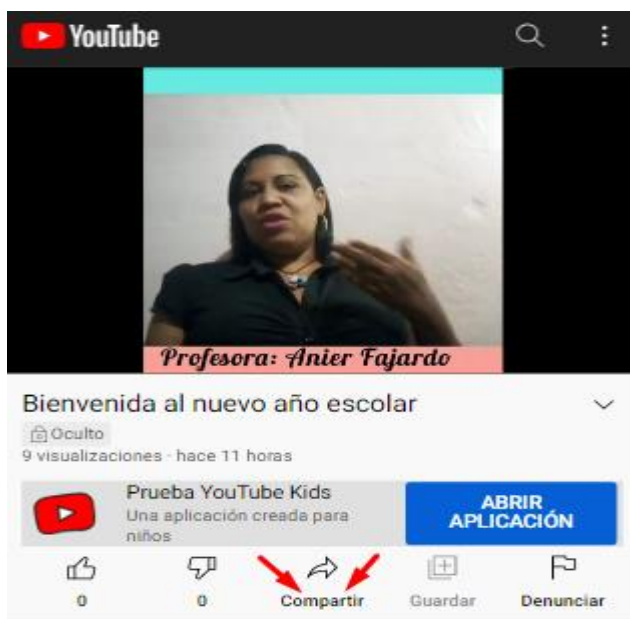 YouTube
Profesora: Anier Fajardo
Bienvenida al nuevo año escolar
Oculto
9 visualizaciones · hace 11 horas
Prueba YouTube Kids
Una aplicación creada para
niños
ABRIR
APLICACIÓN
0
0
Compartir
Guardar
Denunciar